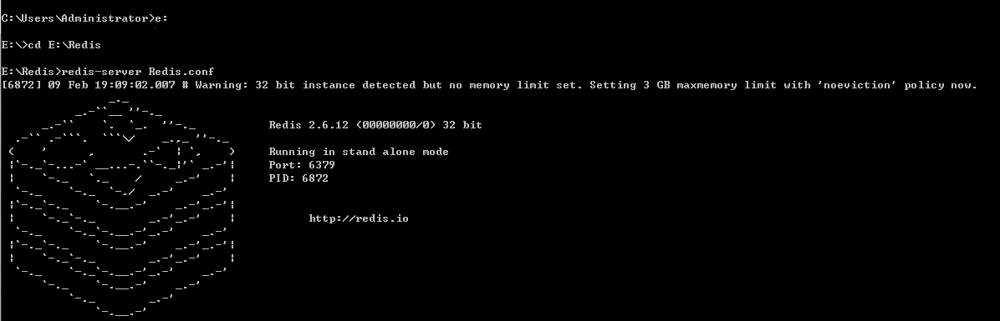 C:\Users\Administrator>e:
E:\>cd E:\Redis
E:\Redis>redis-server Redis.conf
[6872] 09 Feb 19:09:02.007 # Warning: 32 bit instance detected but no memory limit set. Setting 3 GB maxmemory limit with 'noeviction' policy now.
Redis 2.6.12 (00000000/0) 32 bit
Running in stand alone mode
Port: 6379
PID: 6872
http://redis.io